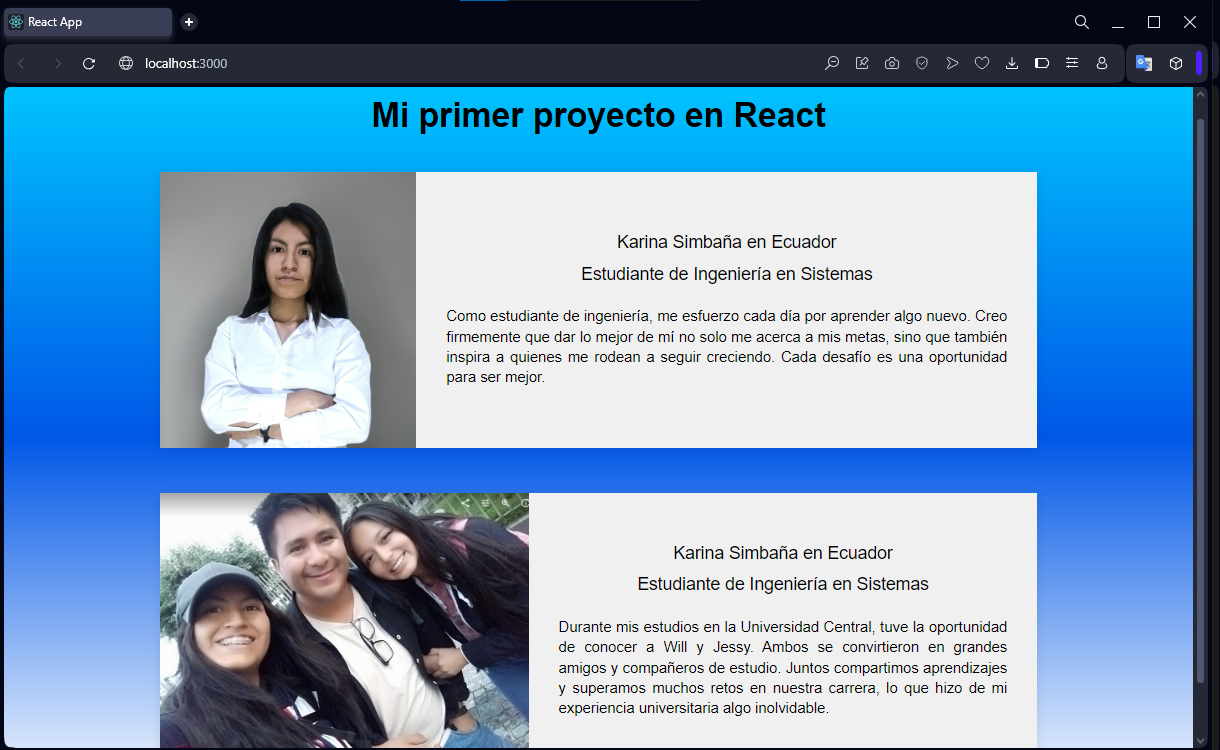 React App
localhost:3000
Mi primer proyecto en React
Karina Simbaña en Ecuador
Estudiante de Ingeniería en Sistemas
Como estudiante de ingeniería, me esfuerzo cada día por aprender algo nuevo. Creo
firmemente que dar lo mejor de mí no solo me acerca a mis metas, sino que también
inspira a quienes me rodean a seguir creciendo. Cada desafío es una oportunidad
para ser mejor.
Karina Simbaña en Ecuador
Estudiante de Ingeniería en Sistemas
Durante mis estudios en la Universidad Central, tuve la oportunidad
de conocer a Will y Jessy. Ambos se convirtieron en grandes
amigos y compañeros de estudio. Juntos compartimos aprendizajes
y superamos muchos retos en nuestra carrera, lo que hizo de mi
experiencia universitaria algo inolvidable.